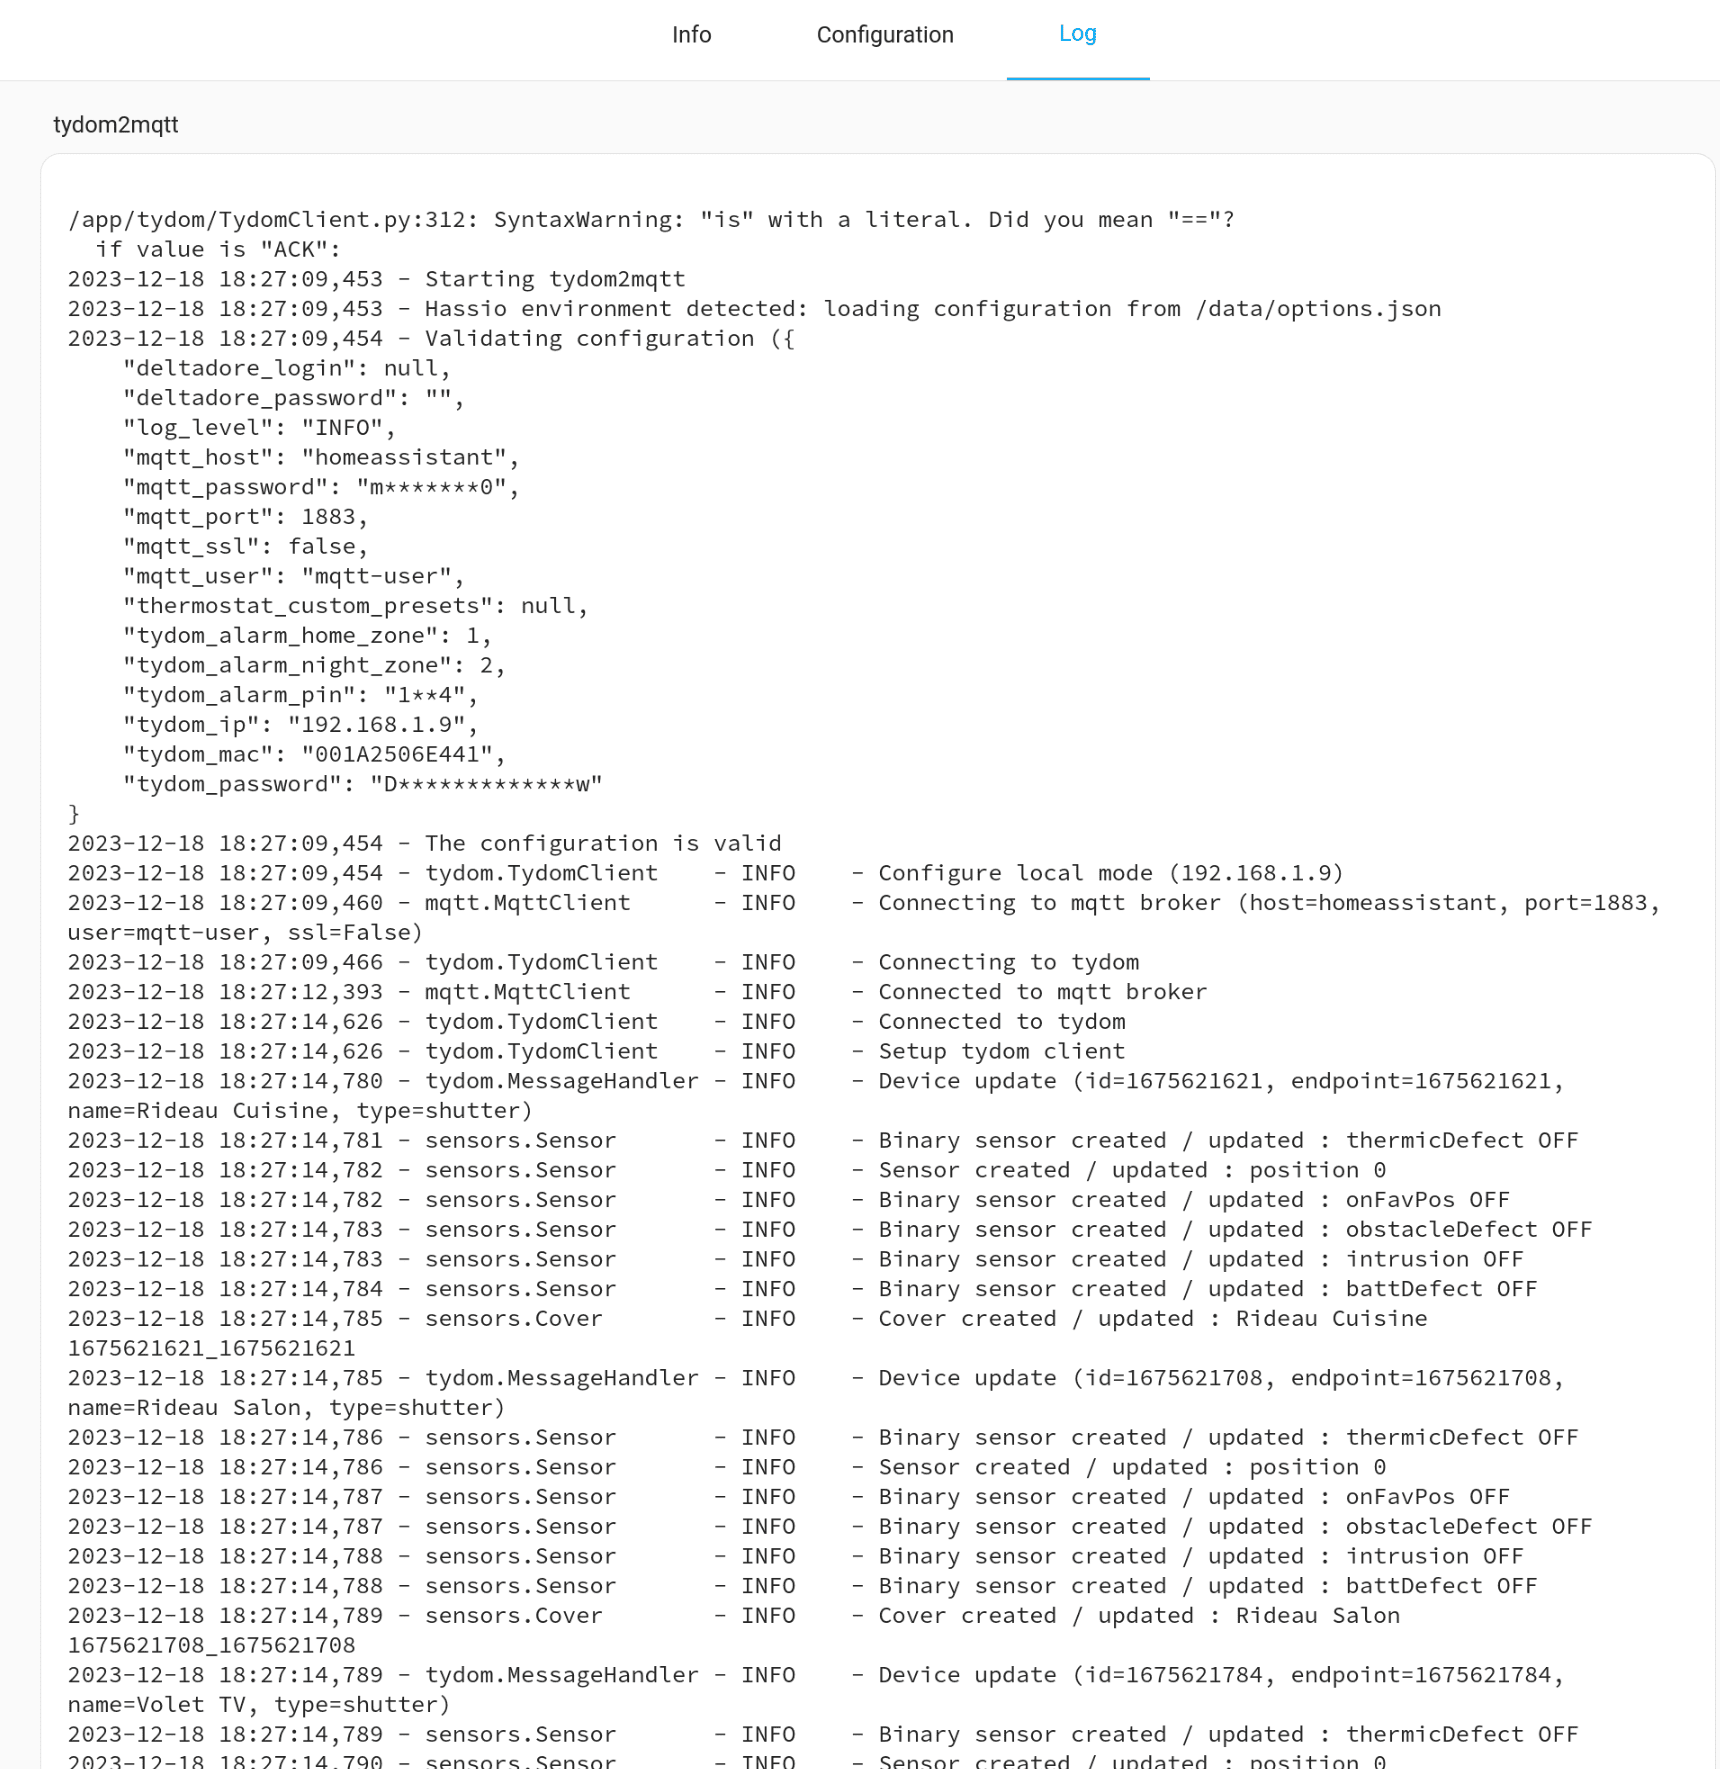 Info Configuration Log
tydom2mqtt
/app/tydom/TydomClient.py:312: SyntaxWarning: "is" with a literal. Did you mean "=="?
  if value is "ACK":
2023-12-18 18:27:09,453 - Starting tydom2mqtt
2023-12-18 18:27:09,453 - Hassio environment detected: loading configuration from /data/options.json
2023-12-18 18:27:09,454 - Validating configuration ({
    "deltadore_login": null,
    "deltadore_password": "",
    "log_level": "INFO",
    "mqtt_host": "homeassistant",
    "mqtt_password": "m*******0",
    "mqtt_port": 1883,
    "mqtt_ssl": false,
    "mqtt_user": "mqtt-user",
    "thermostat_custom_presets": null,
    "tydom_alarm_home_zone": 1,
    "tydom_alarm_night_zone": 2,
    "tydom_alarm_pin": "1**4",
    "tydom_ip": "192.168.1.9",
    "tydom_mac": "001A2506E441",
    "tydom_password": "D*************w"
}
2023-12-18 18:27:09,454 - The configuration is valid
2023-12-18 18:27:09,454 - tydom.TydomClient    - INFO    - Configure local mode (192.168.1.9)
2023-12-18 18:27:09,460 - mqtt.MqttClient      - INFO    - Connecting to mqtt broker (host=homeassistant, port=1883,
user=mqtt-user, ssl=False)
2023-12-18 18:27:09,466 - tydom.TydomClient    - INFO    - Connecting to tydom
2023-12-18 18:27:12,393 - mqtt.MqttClient      - INFO    - Connected to mqtt broker
2023-12-18 18:27:14,626 - tydom.TydomClient    - INFO    - Connected to tydom
2023-12-18 18:27:14,626 - tydom.TydomClient    - INFO    - Setup tydom client
2023-12-18 18:27:14,780 - tydom.MessageHandler - INFO    - Device update (id=1675621621, endpoint=1675621621,
name=Rideau Cuisine, type=shutter)
2023-12-18 18:27:14,781 - sensors.Sensor       - INFO    - Binary sensor created / updated : thermicDefect OFF
2023-12-18 18:27:14,782 - sensors.Sensor       - INFO    - Sensor created / updated : position 0
2023-12-18 18:27:14,782 - sensors.Sensor       - INFO    - Binary sensor created / updated : onFavPos OFF
2023-12-18 18:27:14,783 - sensors.Sensor       - INFO    - Binary sensor created / updated : obstacleDefect OFF
2023-12-18 18:27:14,783 - sensors.Sensor       - INFO    - Binary sensor created / updated : intrusion OFF
2023-12-18 18:27:14,784 - sensors.Sensor       - INFO    - Binary sensor created / updated : battDefect OFF
2023-12-18 18:27:14,785 - sensors.Cover        - INFO    - Cover created / updated : Rideau Cuisine
1675621621_1675621621
2023-12-18 18:27:14,785 - tydom.MessageHandler - INFO    - Device update (id=1675621708, endpoint=1675621708,
name=Rideau Salon, type=shutter)
2023-12-18 18:27:14,786 - sensors.Sensor       - INFO    - Binary sensor created / updated : thermicDefect OFF
2023-12-18 18:27:14,786 - sensors.Sensor       - INFO    - Sensor created / updated : position 0
2023-12-18 18:27:14,787 - sensors.Sensor       - INFO    - Binary sensor created / updated : onFavPos OFF
2023-12-18 18:27:14,787 - sensors.Sensor       - INFO    - Binary sensor created / updated : obstacleDefect OFF
2023-12-18 18:27:14,788 - sensors.Sensor       - INFO    - Binary sensor created / updated : intrusion OFF
2023-12-18 18:27:14,788 - sensors.Sensor       - INFO    - Binary sensor created / updated : battDefect OFF
2023-12-18 18:27:14,789 - sensors.Cover        - INFO    - Cover created / updated : Rideau Salon
1675621708_1675621708
2023-12-18 18:27:14,789 - tydom.MessageHandler - INFO    - Device update (id=1675621784, endpoint=1675621784,
name=Volet TV, type=shutter)
2023-12-18 18:27:14,789 - sensors.Sensor       - INFO    - Binary sensor created / updated : thermicDefect OFF
2023-12-18 18:27:14,790 - sensors.Sensor       - INFO    - Sensor created / updated : position 0